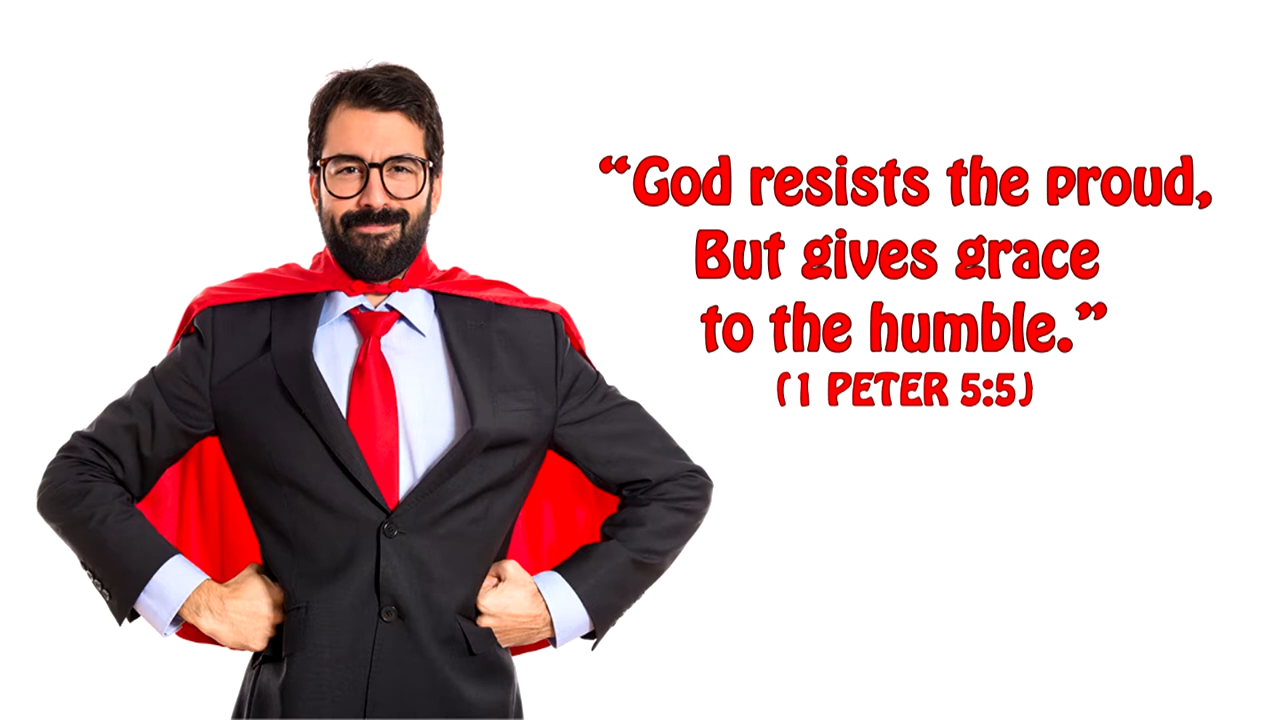 “God resists the proud,
But gives grace
to the humble.”
(1 PETER 5:5)